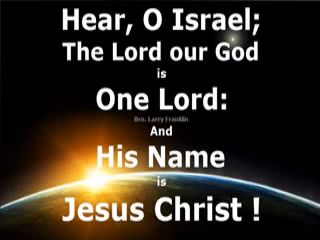 Hear, O Israel;
The Lord our God
is
One Lord:
Bro. Larry Franklin
And
His Name
is
Jesus Christ !